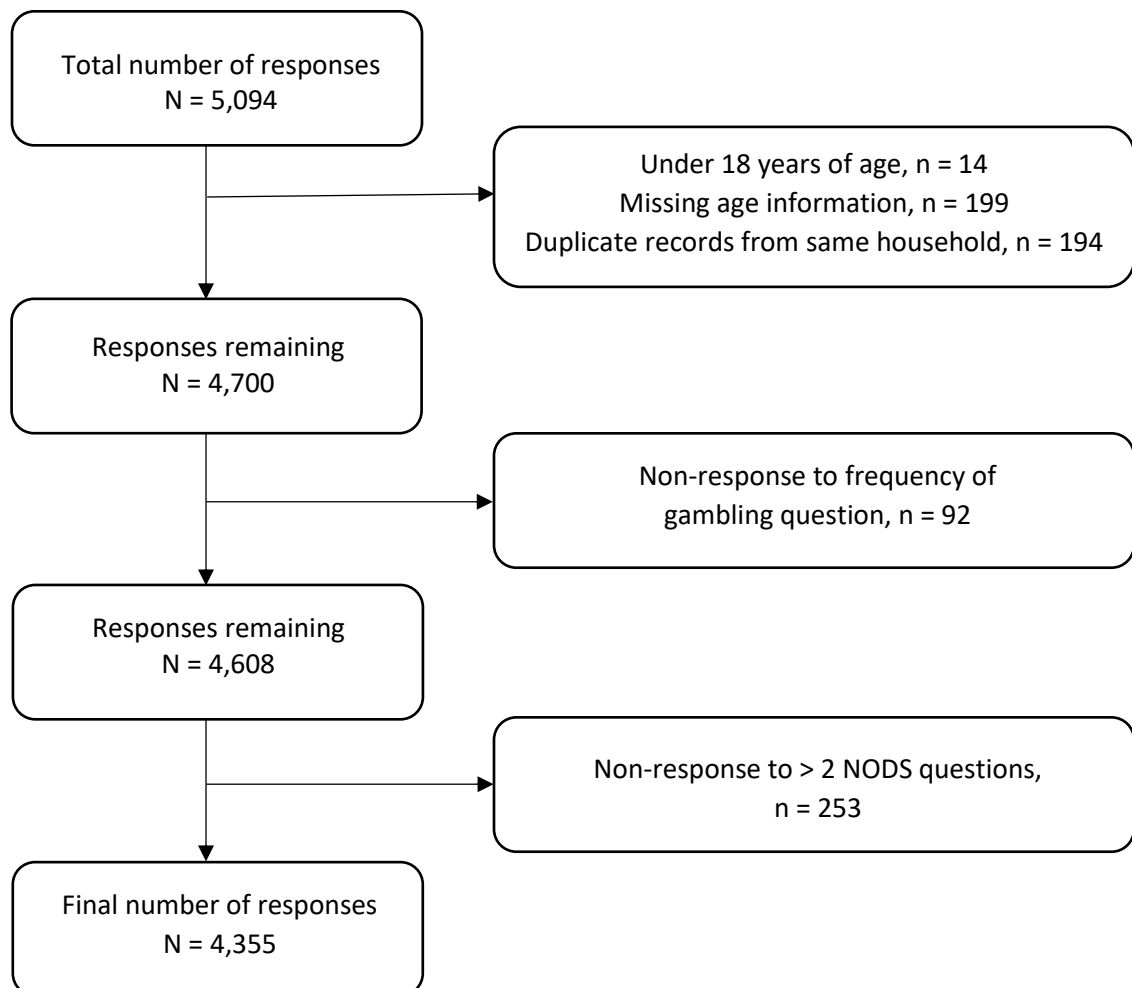 Total number of responses
N = 5,094
Under 18 years of age, n = 14
Missing age information, n = 199
Duplicate records from same household, n = 194
Responses remaining
N = 4,700
Non-response to frequency of
gambling question, n = 92
Responses remaining
N = 4,608
Non-response to > 2 NODS questions,
n = 253
Final number of responses
N = 4,355